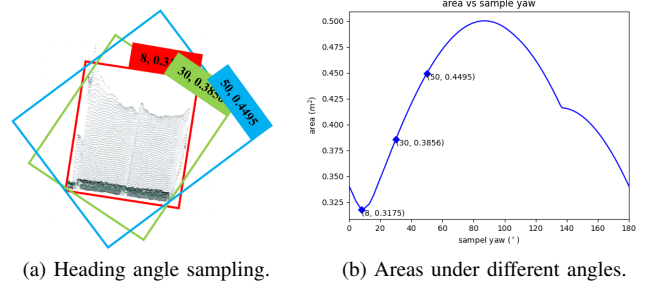 8, 0.3
30, 0.3856
50, 0.4495
area vs sample yaw
0.500
0.475
0.450
0.425
0.400
0.375
0.350
0.325
area (m²)
(50, 0.4495)
(30, 0.3856)
(8, 0.3175)
0 20 40 60 80 100 120 140 160 180
sampel yaw (°)
(a) Heading angle sampling.
(b) Areas under different angles.